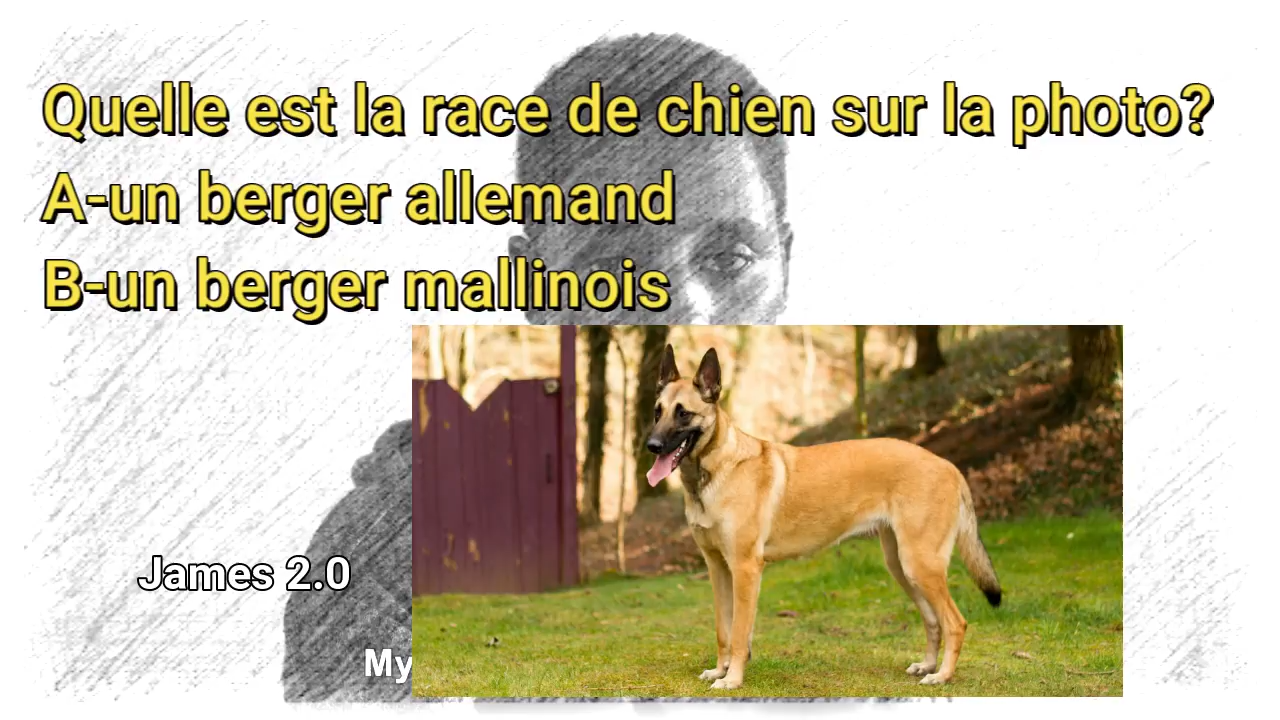 Quelle est la race de chien sur la photo?
A-un berger allemand
B-un berger mallinois
James 2.0
My